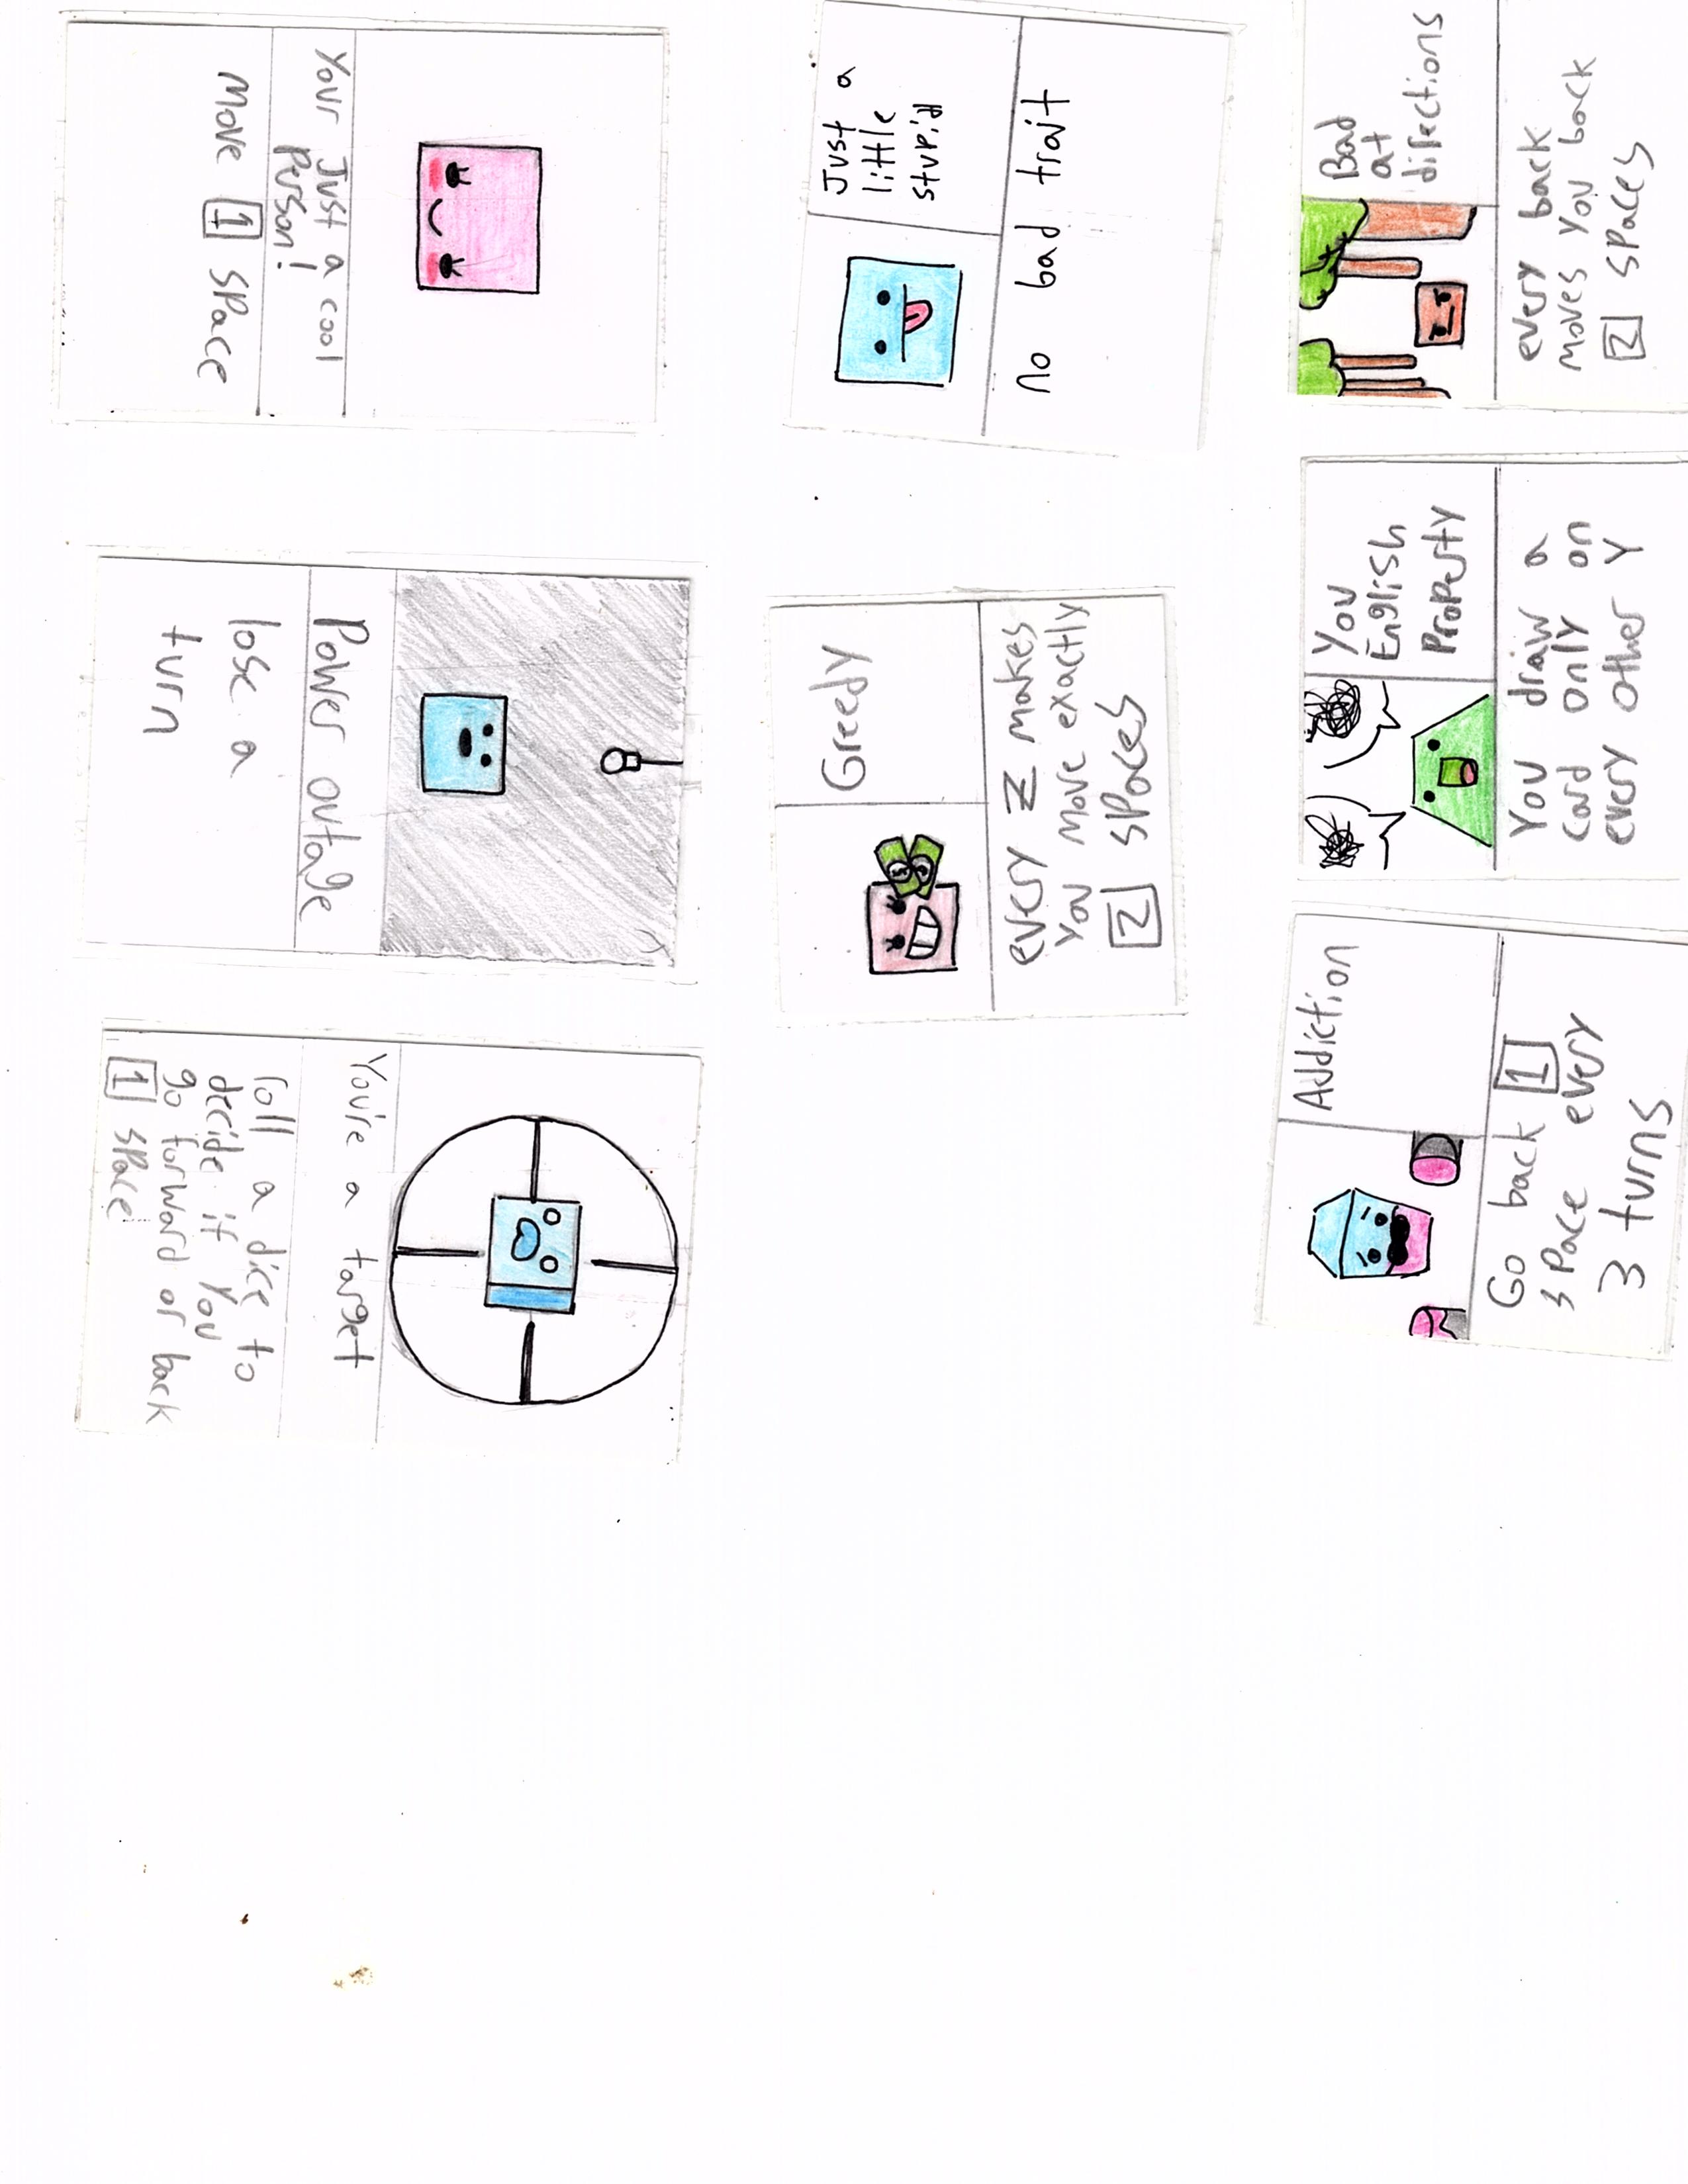 Your Just a cool
Person!
Move 1 space
Power outage
lose a
turn
You're a target
roll a dice to
decide if you
go forward or back
1 space
Just a
little
stupid
No bad trait
Greedy
every 2 makes
you move exactly
2 spaces
Bad
at
directions
every back
moves you back
2 spaces
You
English
Property
You draw a
card only on
every other Y
Addiction
Go back 1
space every
3 turns